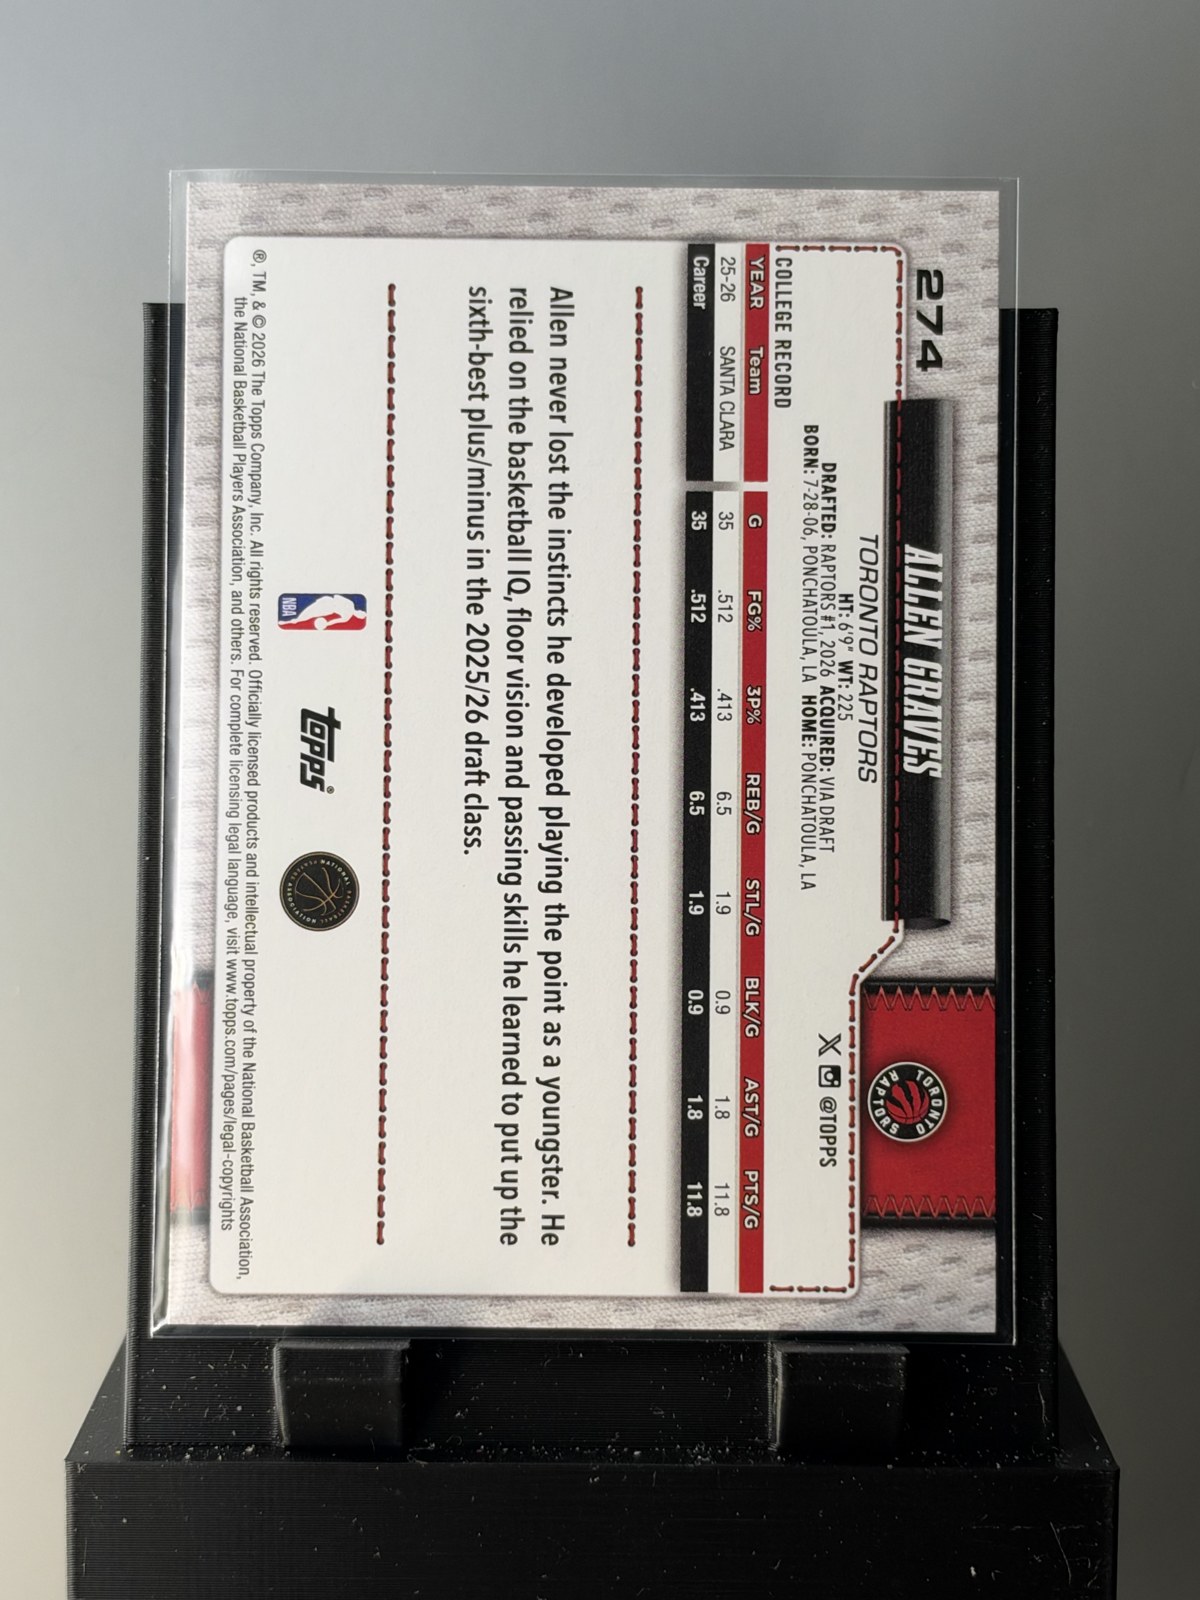 274
ALLEN GRAVES
TORONTO RAPTORS
HT: 6'9" WT: 225
DRAFTED: RAPTORS #1, 2026 ACQUIRED: VIA DRAFT
BORN: 7-28-06, PONCHATOULA, LA HOME: PONCHATOULA, LA
TORONTO
RAPTORS
@TOPPS
COLLEGE RECORD
YEAR Team G FG% 3P% REB/G STL/G BLK/G AST/G PTS/G
25-26 SANTA CLARA 35 .512 .413 6.5 1.9 0.9 1.8 11.8
Career 35 .512 .413 6.5 1.9 0.9 1.8 11.8
Allen never lost the instincts he developed playing the point as a youngster. He
relied on the basketball IQ, floor vision and passing skills he learned to put up the
sixth-best plus/minus in the 2025/26 draft class.
NBA
topps®
NATIONAL BASKETBALL PLAYERS ASSOCIATION
®, TM, & © 2026 The Topps Company, Inc. All rights reserved. Officially licensed products and intellectual property of the National Basketball Association,
the National Basketball Players Association, and others. For complete licensing legal language, visit www.topps.com/pages/legal-copyrights